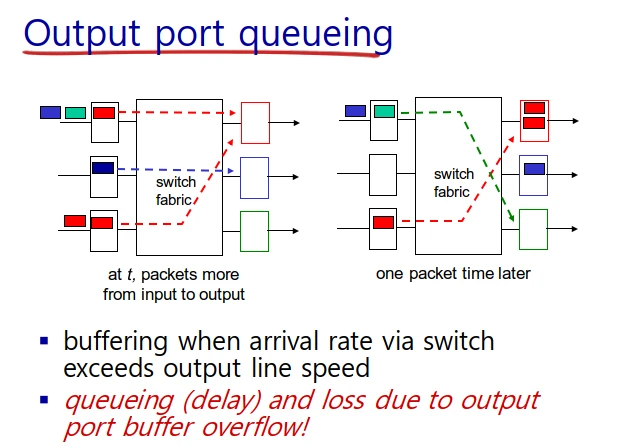 Output port queueing
switch
fabric
switch
fabric
at t, packets more
from input to output
one packet time later
▪ buffering when arrival rate via switch
exceeds output line speed
▪ queueing (delay) and loss due to output
port buffer overflow!